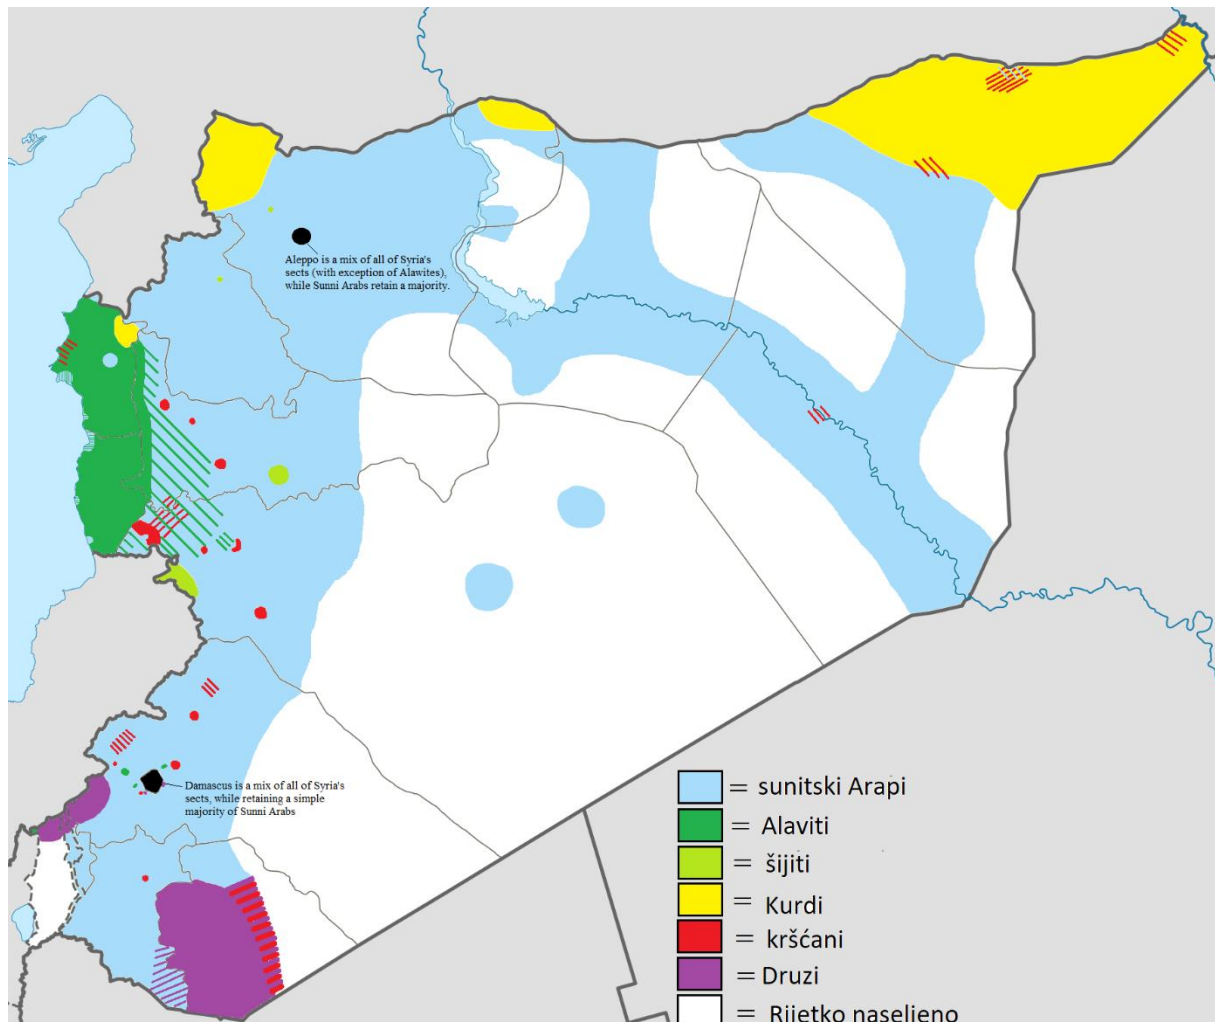 Aleppo is a mix of all of Syria's
sects (with exception of Alawites),
while Sunni Arabs retain a majority.
Damascus is a mix of all of Syria's
sects, while retaining a simple
majority of Sunni Arabs
= sunitski Arapi
= Alaviti
= šijiti
= Kurdi
= kršćani
= Druzi
= Rijetko naseljeno